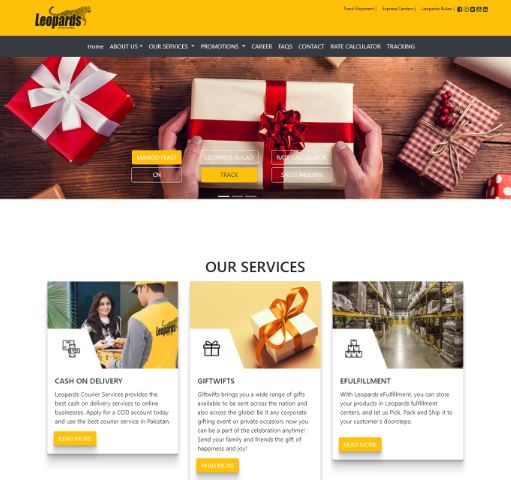 Leopards
Track Shipment | Express Centers | Leopards Bulao |
Home ABOUT US OUR SERVICES PROMOTIONS CAREER FAQS CONTACT RATE CALCULATOR TRACKING
MANGO FEAST LEOPARDS BULAO RATE CALCULATOR
CN TRACK SALES INQUIRY
OUR SERVICES
Leopards
CASH ON DELIVERY
Leopards Courier Services provides the
best cash on delivery services to online
businesses. Apply for a COD account today
and use the best courier service in Pakistan.
READ MORE
GIFTWIFTS
Giftwifts brings you a wide range of gifts
available to be sent across the nation and
also across the globe! Be it any corporate
gifting event or private occasion, now you
can be a part of the celebration anytime!
Send your family and friends the gift of
happiness and joy!
READ MORE
EFULFILLMENT
With Leopards eFulfillment, you can store
your products in Leopards fulfillment
centers, and let us Pick, Pack and Ship it to
your customer's doorsteps.
READ MORE